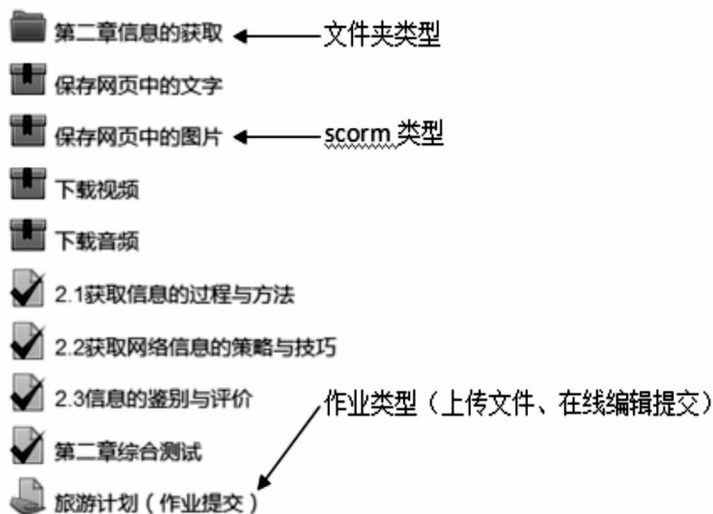 第二章信息的获取 文件夹类型
保存网页中的文字
保存网页中的图片 scorm 类型
下载视频
下载音频
2.1获取信息的过程与方法
2.2获取网络信息的策略与技巧
2.3信息的鉴别与评价 作业类型（上传文件、在线编辑提交）
第二章综合测试
旅游计划（作业提交）